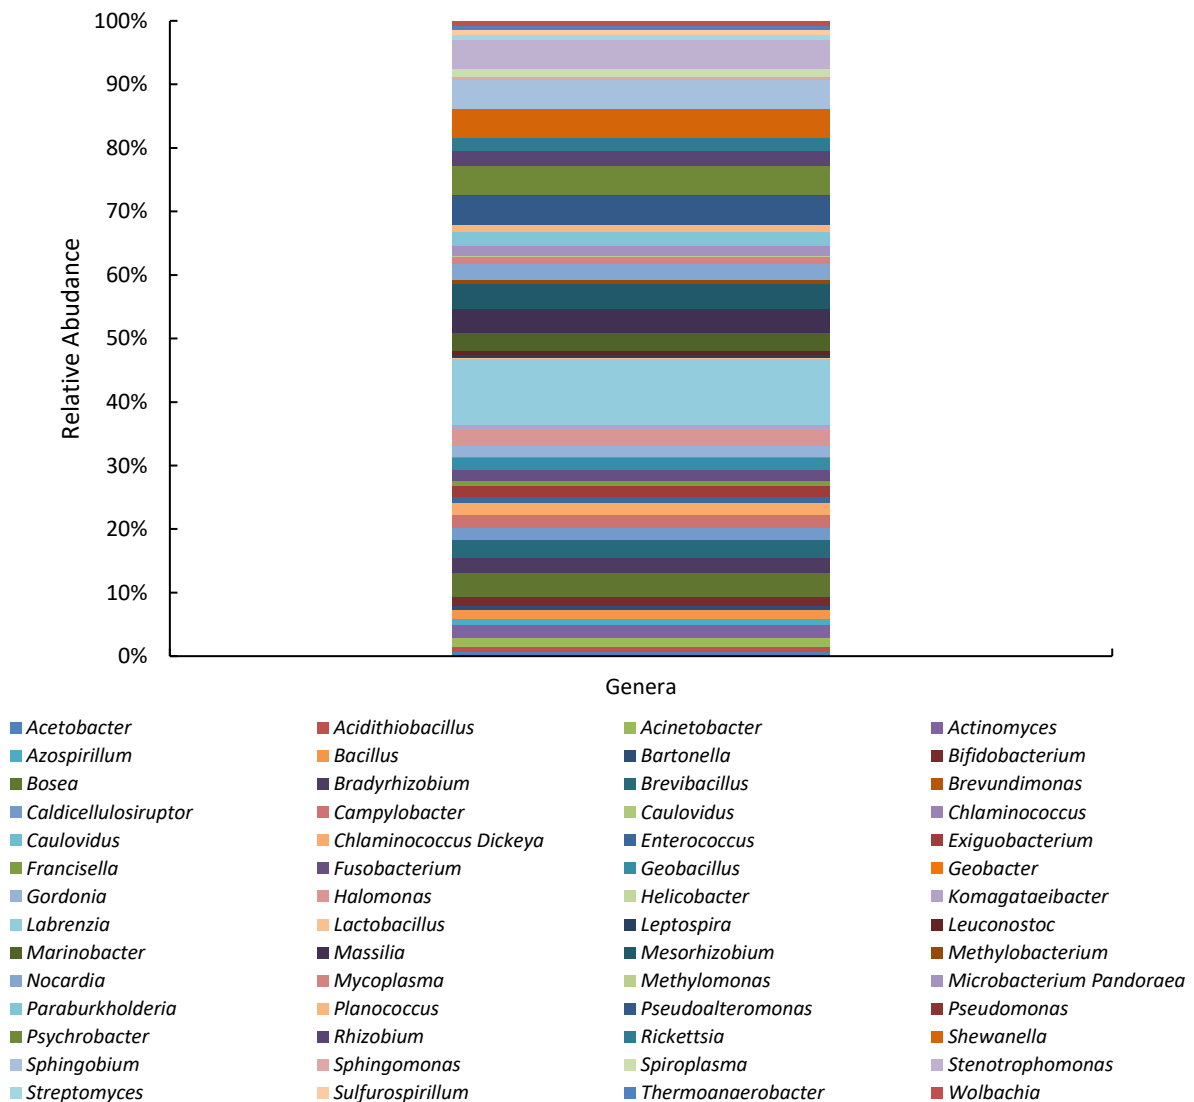 100%
90%
80%
70%
60%
50%
40%
30%
20%
10%
0%
Relative Abudance
Genera
Acetobacter Acidithiobacillus Acinetobacter Actinomyces
Azospirillum Bacillus Bartonella Bifidobacterium
Bosea Bradyrhizobium Brevibacillus Brevundimonas
Caldicellulosiruptor Campylobacter Caulovidus Chlaminococcus
Caulovidus Chlaminococcus Dickeya Enterococcus Exiguobacterium
Francisella Fusobacterium Geobacillus Geobacter
Gordonia Halomonas Helicobacter Komagataeibacter
Labrenzia Lactobacillus Leptospira Leuconostoc
Marinobacter Massilia Mesorhizobium Methylobacterium
Nocardia Mycoplasma Methylomonas Microbacterium Pandoraea
Paraburkholderia Planococcus Pseudoalteromonas Pseudomonas
Psychrobacter Rhizobium Rickettsia Shewanella
Sphingobium Sphingomonas Spiroplasma Stenotrophomonas
Streptomyces Sulfurospirillum Thermoanaerobacter Wolbachia